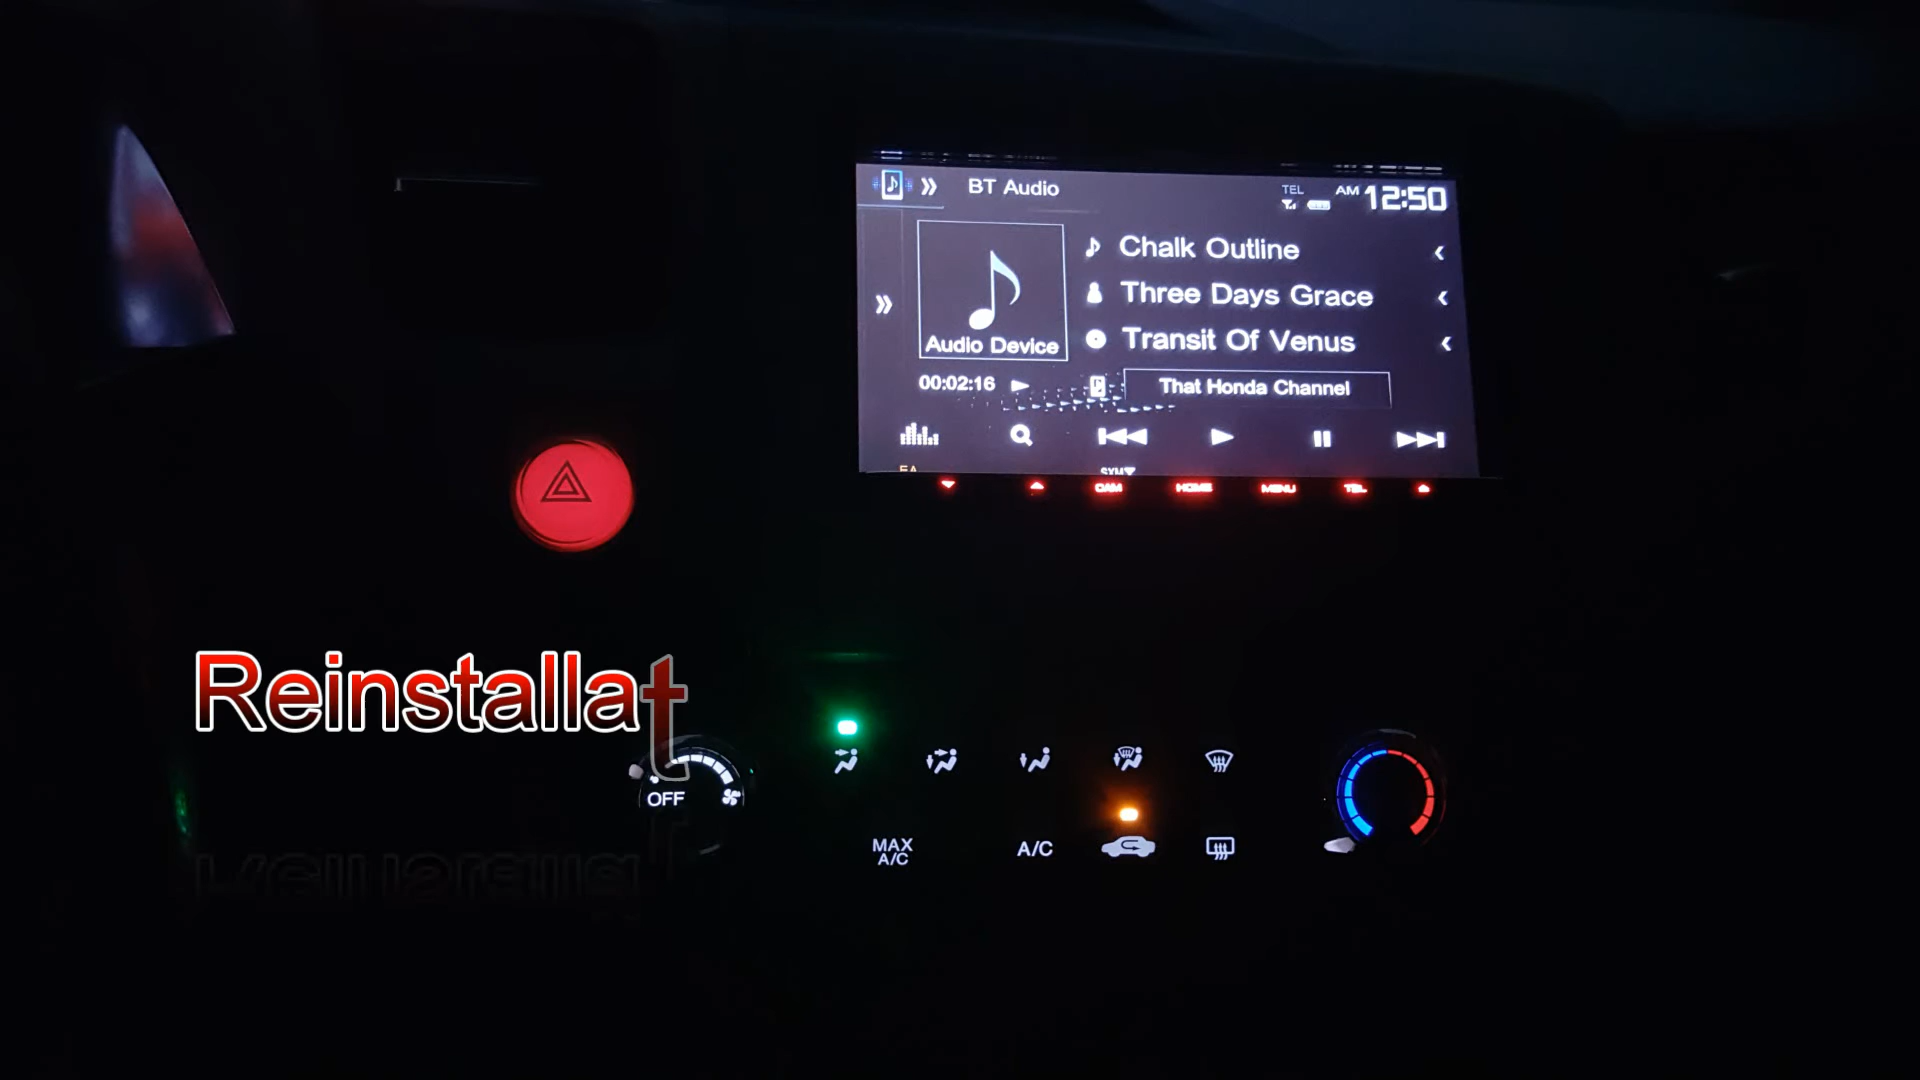 BT Audio
TEL
AM 12:50
Chalk Outline
Three Days Grace
Audio Device
Transit Of Venus
00:02:16
That Honda Channel
CAM
HOME
MENU
TEL
Reinstallat
OFF
MAX
A/C
A/C